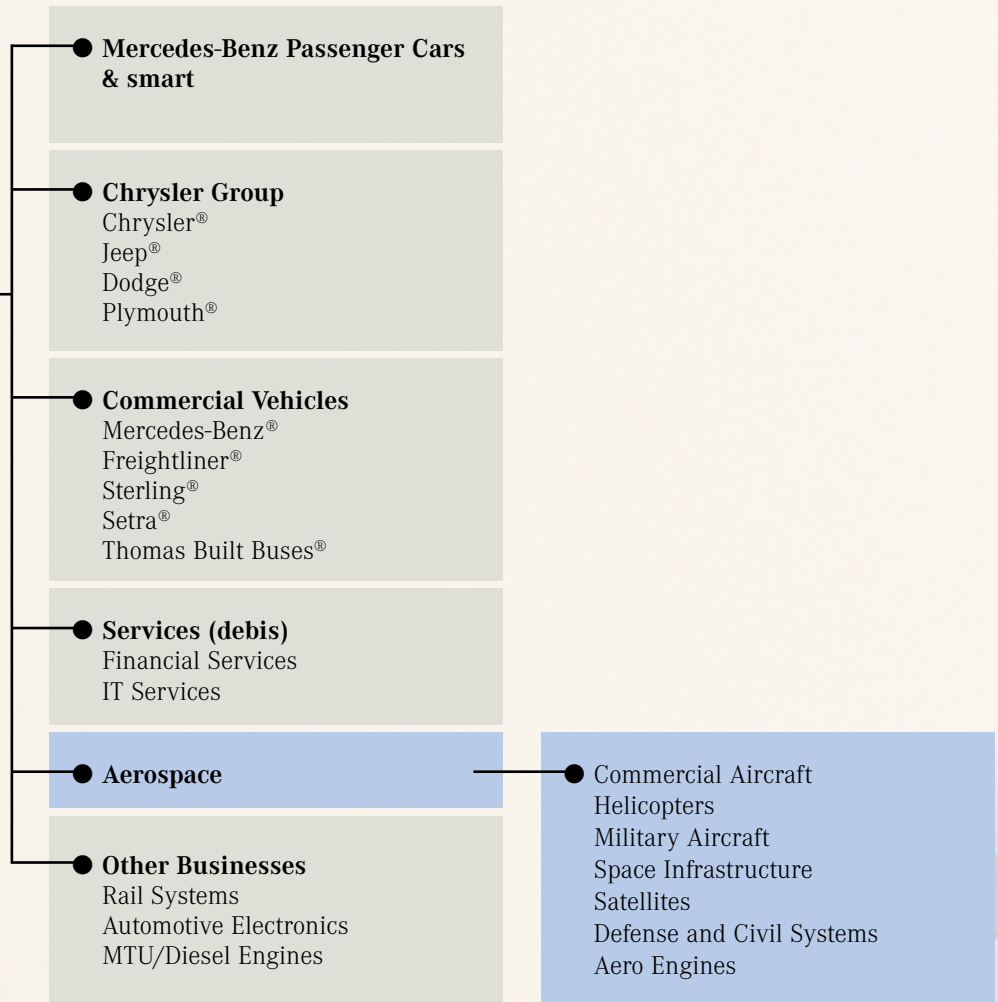 Mercedes-Benz Passenger Cars
& smart
Chrysler Group
Chrysler®
Jeep®
Dodge®
Plymouth®
Commercial Vehicles
Mercedes-Benz®
Freightliner®
Sterling®
Setra®
Thomas Built Buses®
Services (debis)
Financial Services
IT Services
Aerospace
Commercial Aircraft
Helicopters
Military Aircraft
Space Infrastructure
Satellites
Defense and Civil Systems
Aero Engines
Other Businesses
Rail Systems
Automotive Electronics
MTU/Diesel Engines